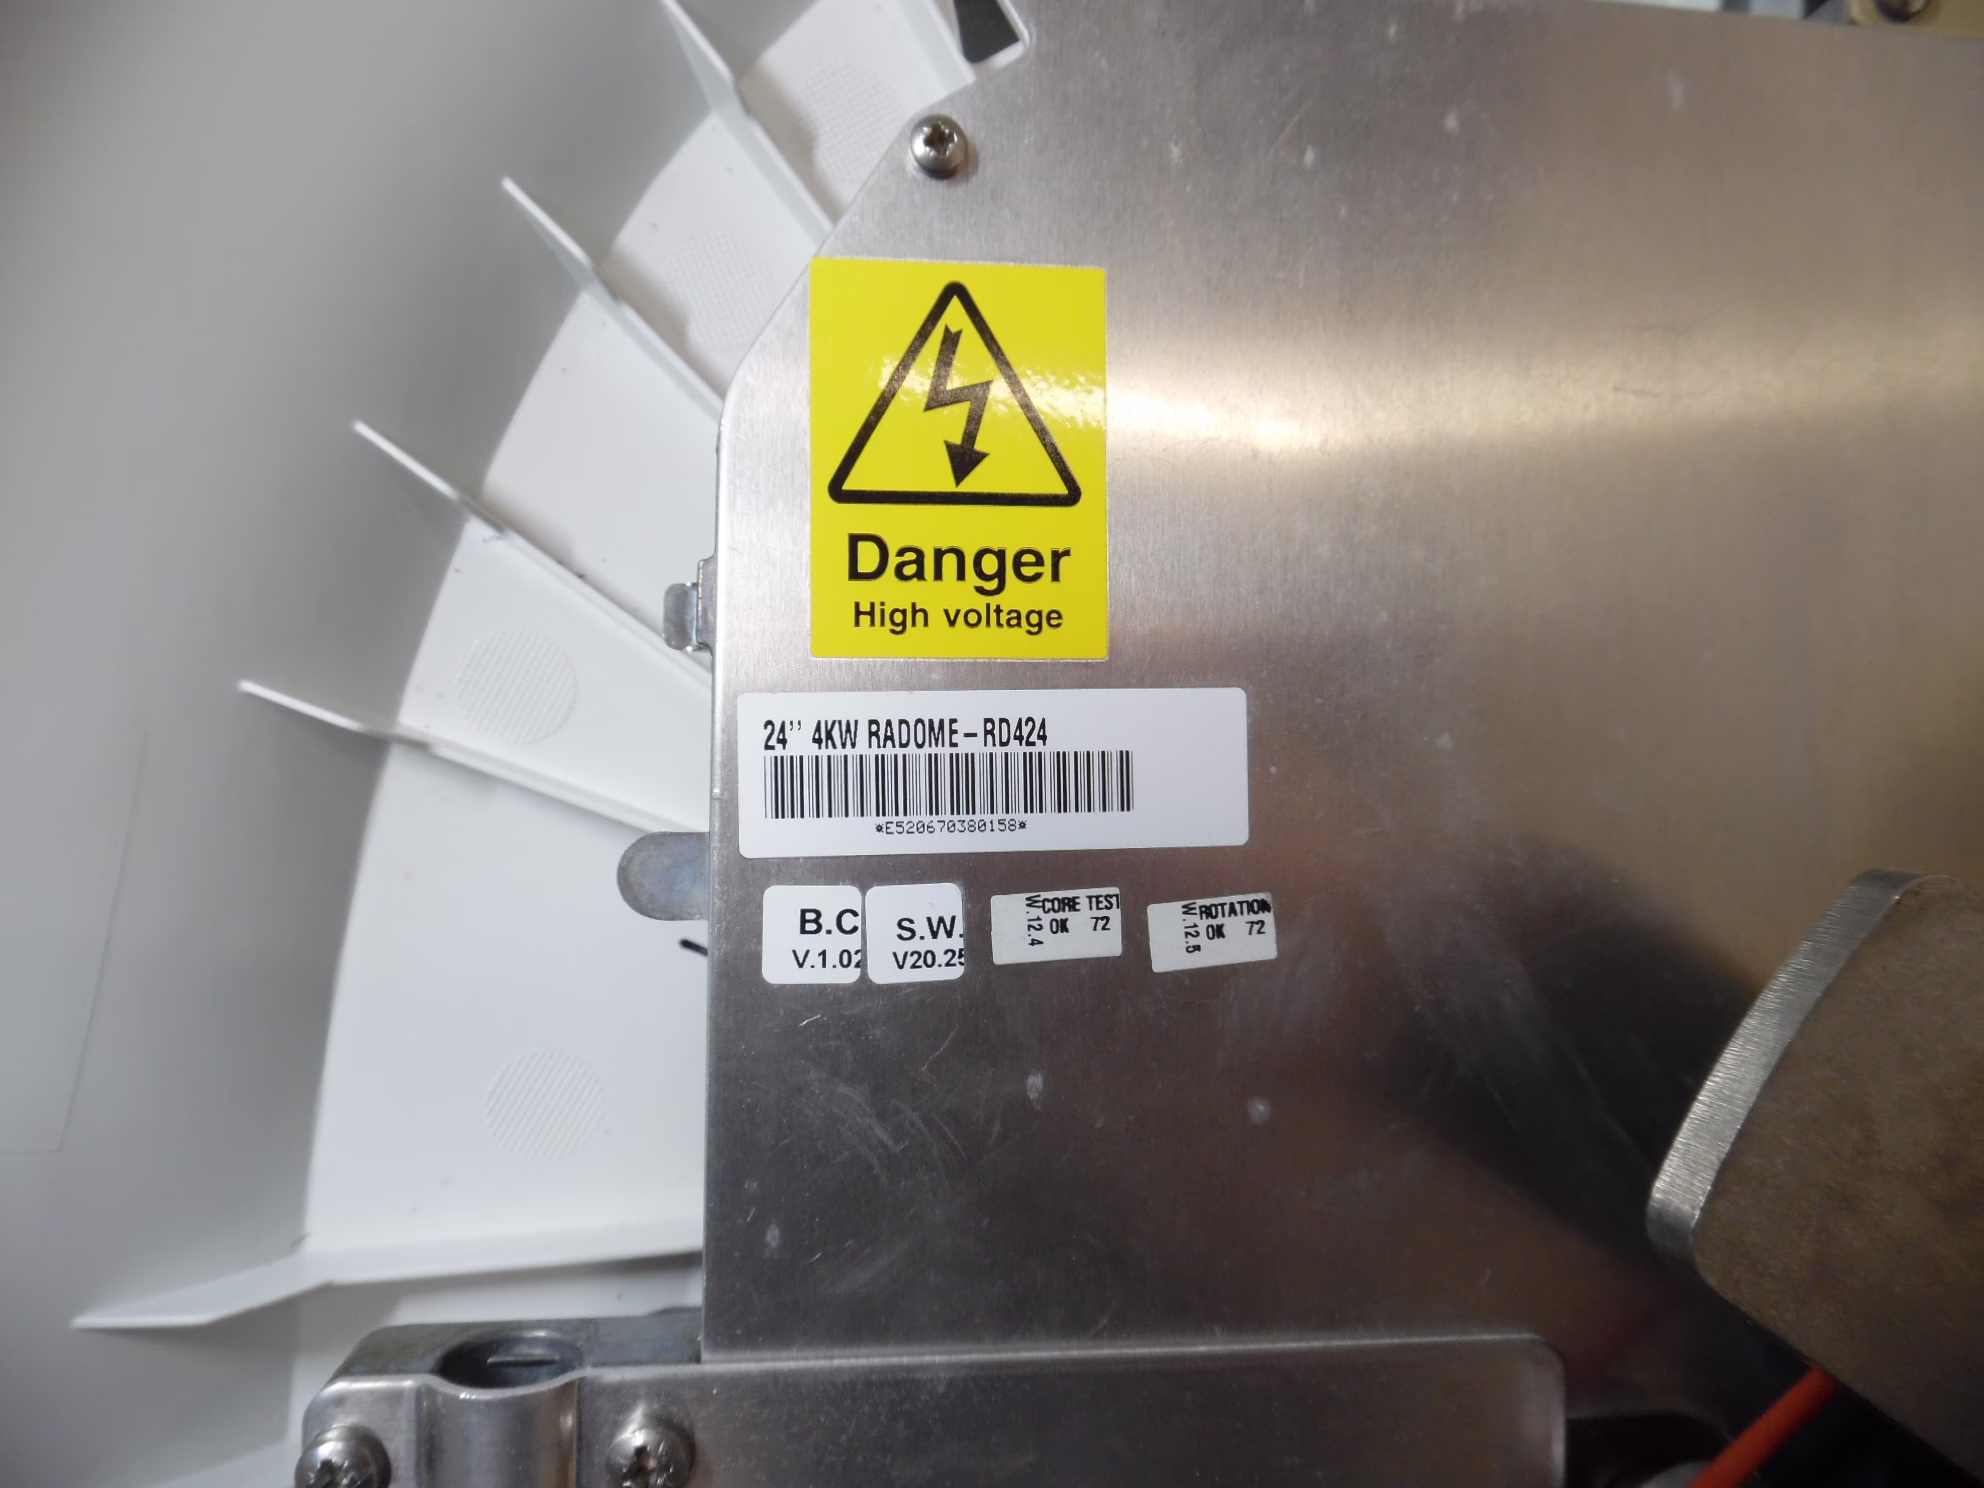 Danger
High voltage
24'' 4KW RADOME-RD424
*E520670380158*
B.C
V.1.02
S.W.
V20.25
W.12.4
CORE TEST
OK 72
W.12.5
ROTATION
OK 72